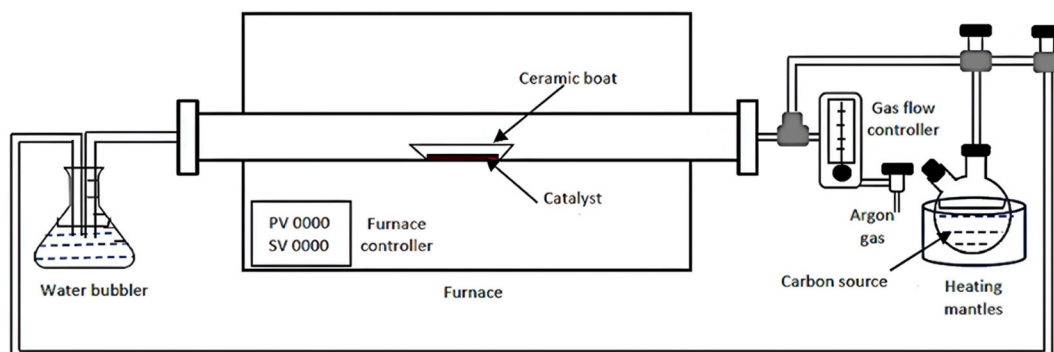 Ceramic boat
Gas flow
controller
Catalyst
PV 0000
SV 0000
Furnace
controller
Argon
gas
Carbon source
Water bubbler
Furnace
Heating
mantles